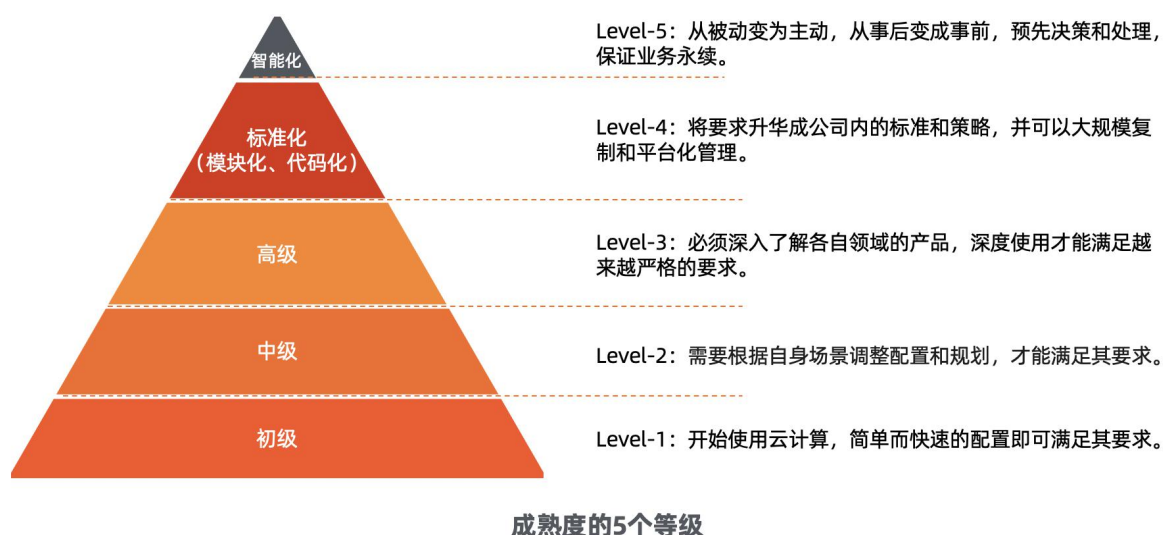 智能化
Level-5：从被动变为主动，从事后变成事前，预先决策和处理，
保证业务永续。
标准化
（模块化、代码化）
Level-4：将要求升华成公司内的标准和策略，并可以大规模复
制和平台化管理。
高级
Level-3：必须深入了解各自领域的产品，深度使用才能满足越
来越严格的要求。
中级
Level-2：需要根据自身场景调整配置和规划，才能满足其要求。
初级
Level-1：开始使用云计算，简单而快速的配置即可满足其要求。
成熟度的5个等级